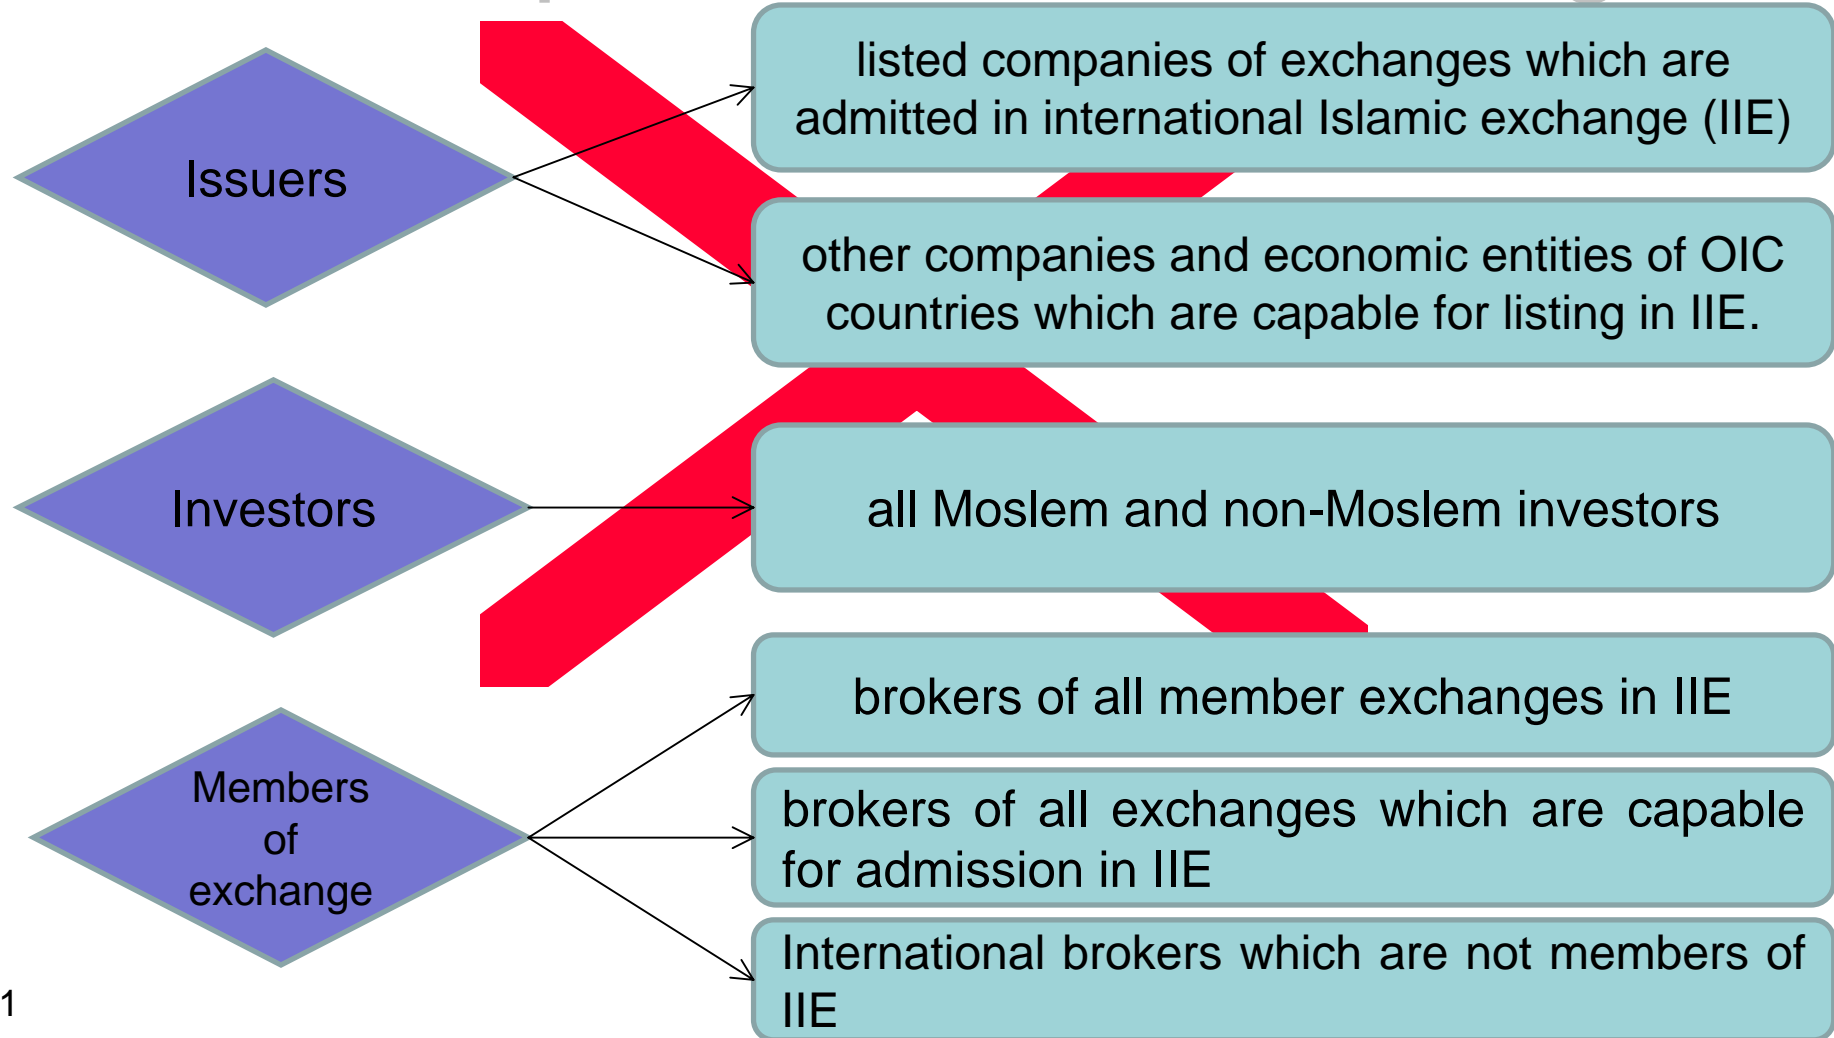 Issuers
listed companies of exchanges which are
admitted in international Islamic exchange (IIE)
other companies and economic entities of OIC
countries which are capable for listing in IIE.
Investors
all Moslem and non-Moslem investors
Members
of
exchange
brokers of all member exchanges in IIE
brokers of all exchanges which are capable
for admission in IIE
International brokers which are not members of
IIE
1